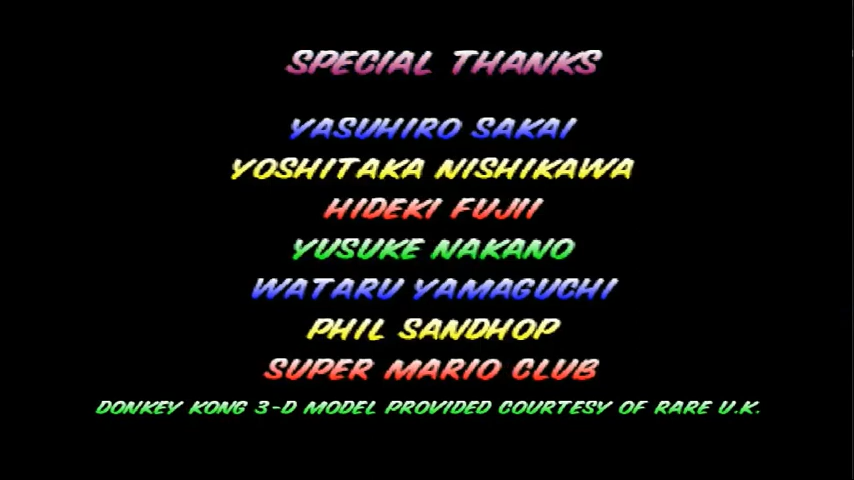 SPECIAL THANKS
YASUHIRO SAKAI
YOSHITAKA NISHIKAWA
HIDEKI FUJII
YUSUKE NAKANO
WATARU YAMAGUCHI
PHIL SANDHOP
SUPER MARIO CLUB
DONKEY KONG 3-D MODEL PROVIDED COURTESY OF RARE U.K.